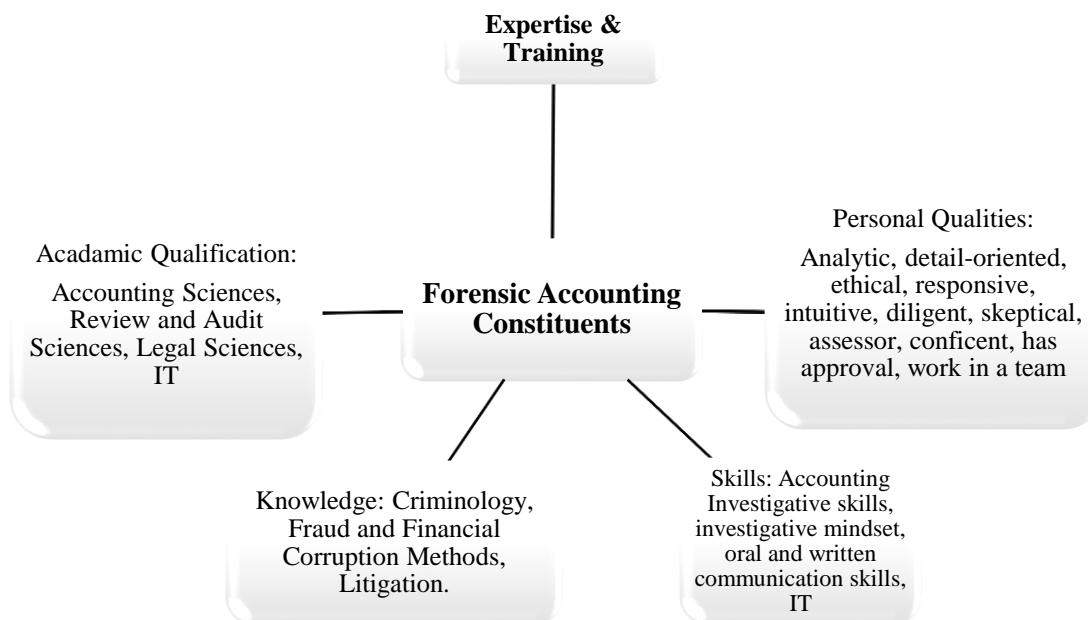 Expertise &
Training
Personal Qualities:
Analytic, detail-oriented,
ethical, responsive,
intuitive, diligent, skeptical,
assessor, conficent, has
approval, work in a team
Acadamic Qualification:
Accounting Sciences,
Review and Audit
Sciences, Legal Sciences,
IT
Forensic Accounting
Constituents
Knowledge: Criminology,
Fraud and Financial
Corruption Methods,
Litigation.
Skills: Accounting
Investigative skills,
investigative mindset,
oral and written
communication skills,
IT